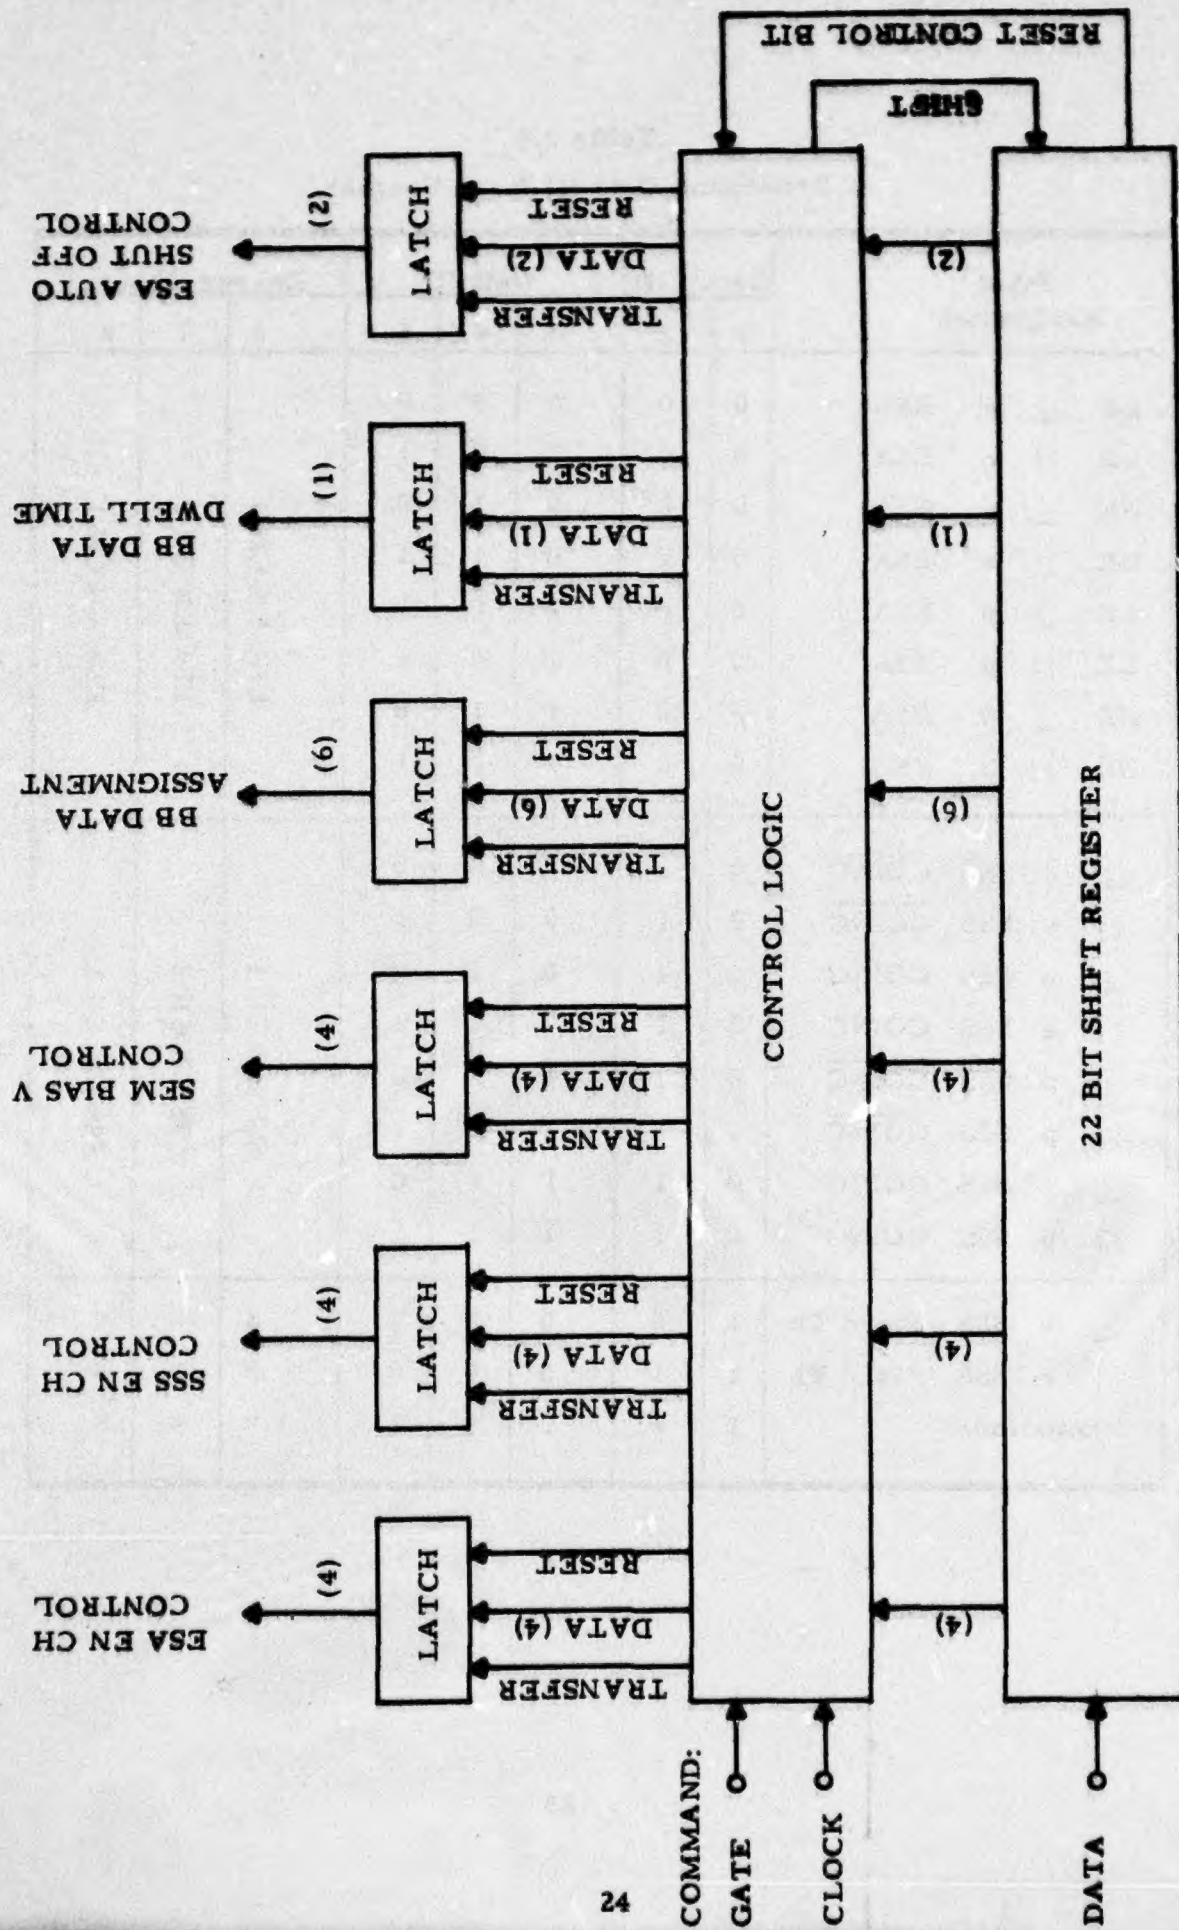 ESA EN CH
CONTROL
(4)
LATCH
TRANSFER
DATA (4)
RESET
SSS EN CH
CONTROL
(4)
LATCH
TRANSFER
DATA (4)
RESET
SEM BIAS V
CONTROL
(4)
LATCH
TRANSFER
DATA (4)
RESET
BB DATA
ASSIGNMENT
(6)
LATCH
TRANSFER
DATA (6)
RESET
BB DATA
DWELL TIME
(1)
LATCH
TRANSFER
DATA (1)
RESET
ESA AUTO
SHUT OFF
CONTROL
(2)
LATCH
TRANSFER
DATA (2)
RESET
COMMAND:
GATE
CLOCK
CONTROL LOGIC
(4)
(4)
(4)
(6)
(1)
(2)
SHIFT
RESET CONTROL BIT
DATA
22 BIT SHIFT REGISTER
24